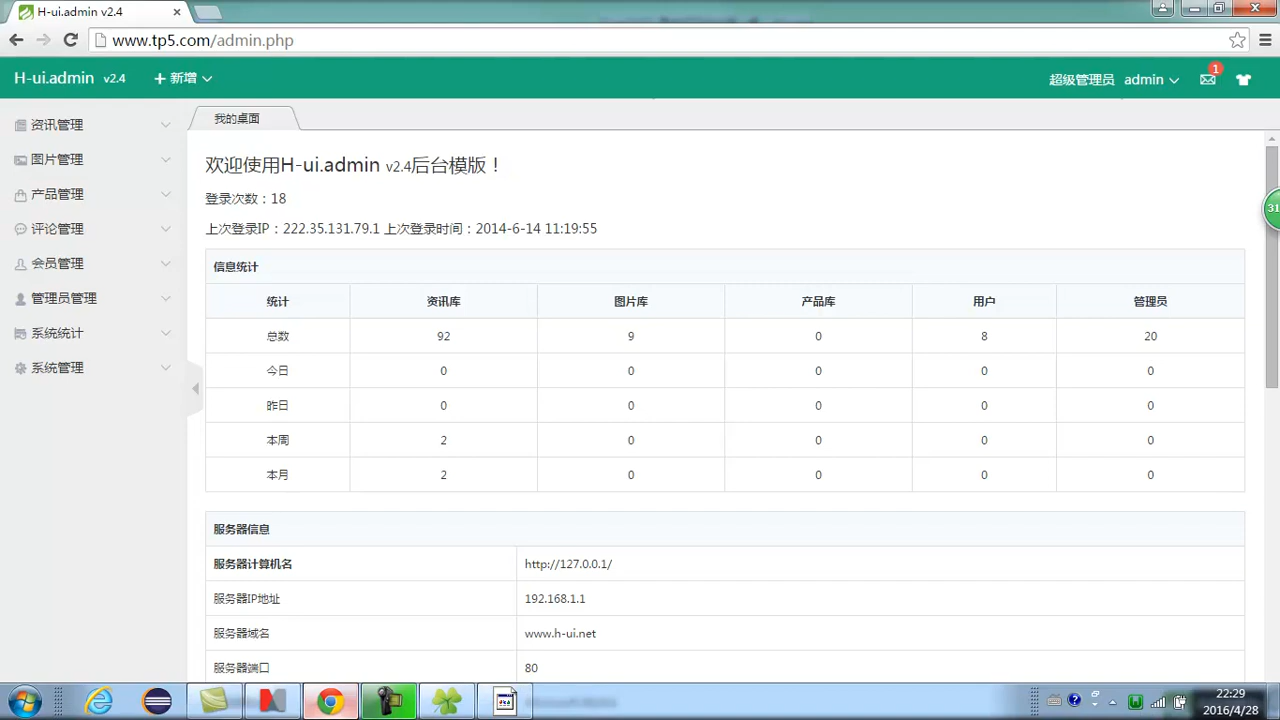 H-ui.admin v2.4
www.tp5.com/admin.php
H-ui.admin v2.4 新增 超级管理员 admin 1
资讯管理
图片管理
产品管理
评论管理
会员管理
管理员管理
系统统计
系统管理
我的桌面
欢迎使用H-ui.admin v2.4后台模版！
登录次数：18
上次登录IP：222.35.131.79.1 上次登录时间：2014-6-14 11:19:55
信息统计
统计 资讯库 图片库 产品库 用户 管理员
总数 92 9 0 8 20
今日 0 0 0 0 0
昨日 0 0 0 0 0
本周 2 0 0 0 0
本月 2 0 0 0 0
服务器信息
服务器计算机名 http://127.0.0.1/
服务器IP地址 192.168.1.1
服务器域名 www.h-ui.net
服务器端口 80
31
22:29
2016/4/28